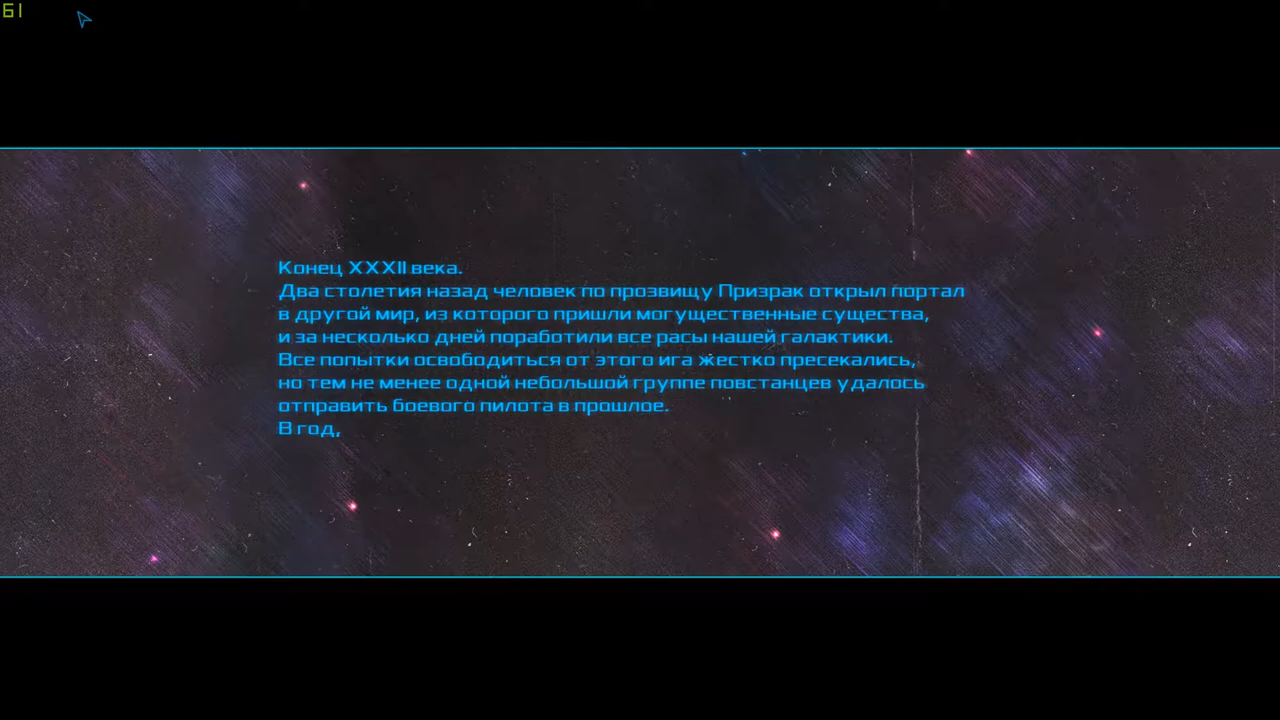 61
Конец XXXII века.
Два столетия назад человек по прозвищу Призрак открыл портал
в другой мир, из которого пришли могущественные существа,
и за несколько дней поработили все расы нашей галактики.
Все попытки освободиться от этого ига жестко пресекались,
но тем не менее одной небольшой группе повстанцев удалось
отправить боевого пилота в прошлое.
В год,